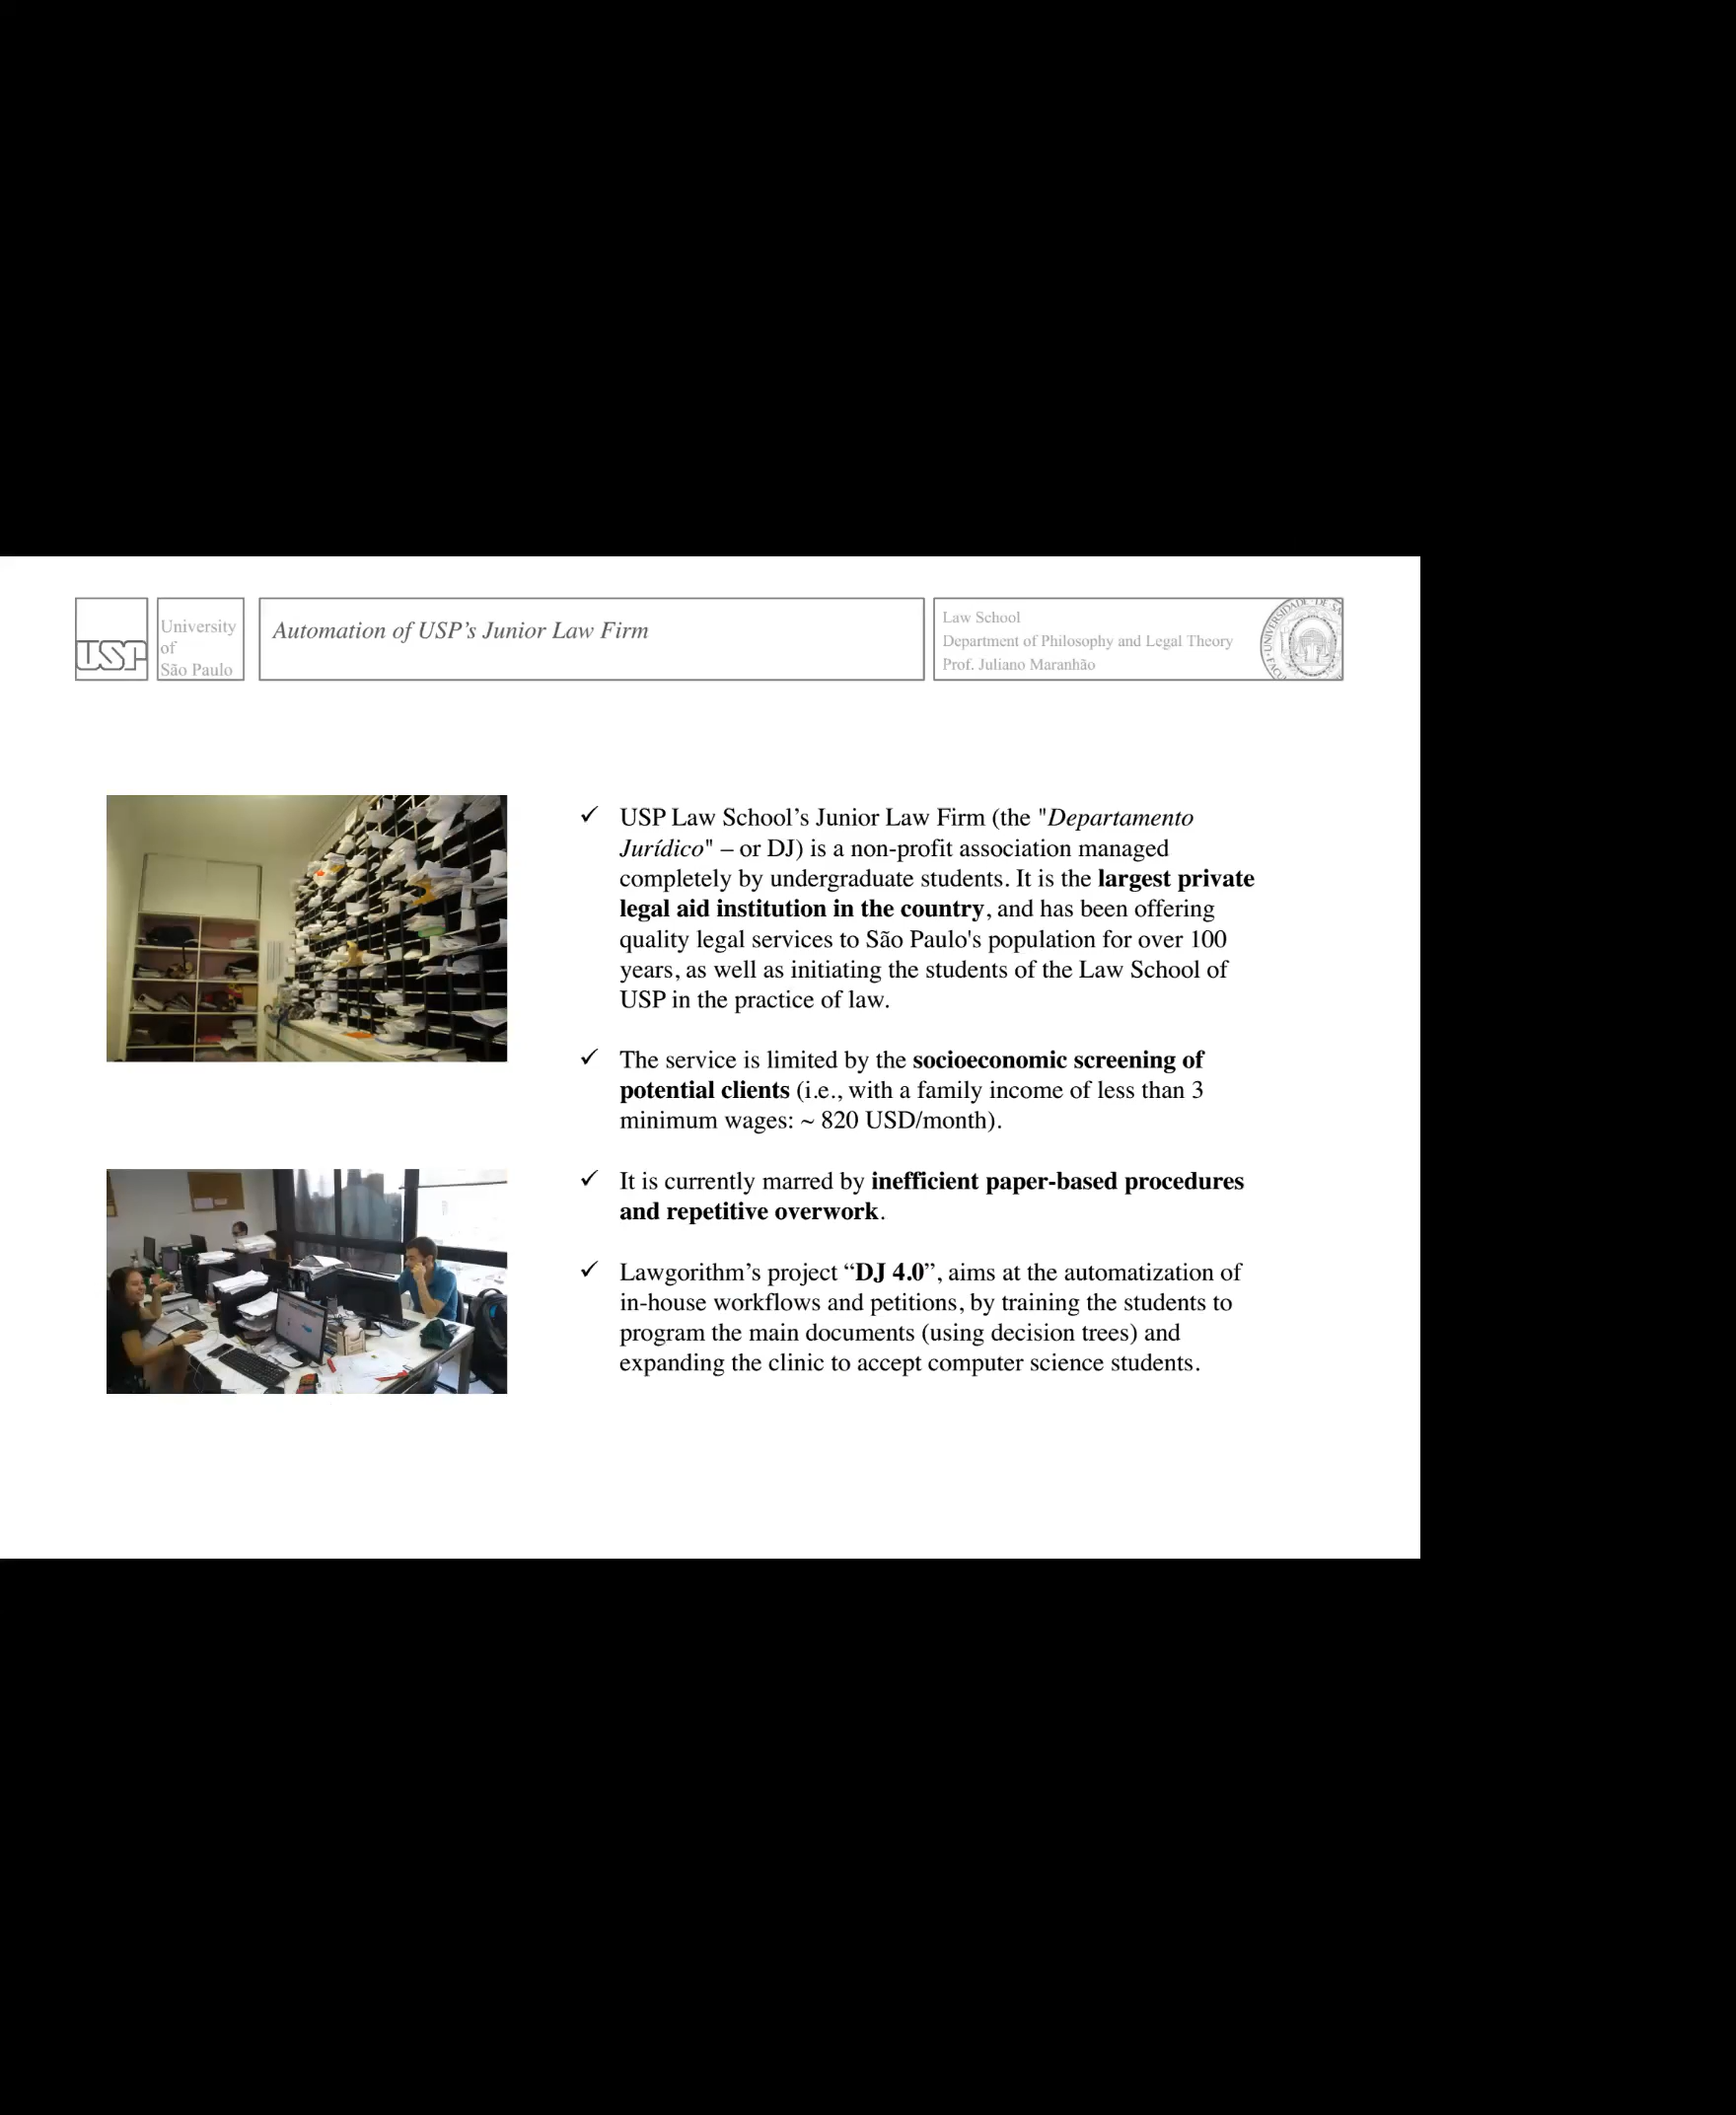 USP
University
of
São Paulo
Automation of USP's Junior Law Firm
Law School
Department of Philosophy and Legal Theory
Prof. Juliano Maranhão
✓ USP Law School’s Junior Law Firm (the "Departamento
Jurídico" – or DJ) is a non-profit association managed
completely by undergraduate students. It is the largest private
legal aid institution in the country, and has been offering
quality legal services to São Paulo's population for over 100
years, as well as initiating the students of the Law School of
USP in the practice of law.
✓ The service is limited by the socioeconomic screening of
potential clients (i.e., with a family income of less than 3
minimum wages: ~ 820 USD/month).
✓ It is currently marred by inefficient paper-based procedures
and repetitive overwork.
✓ Lawgorithm’s project “DJ 4.0”, aims at the automatization of
in-house workflows and petitions, by training the students to
program the main documents (using decision trees) and
expanding the clinic to accept computer science students.